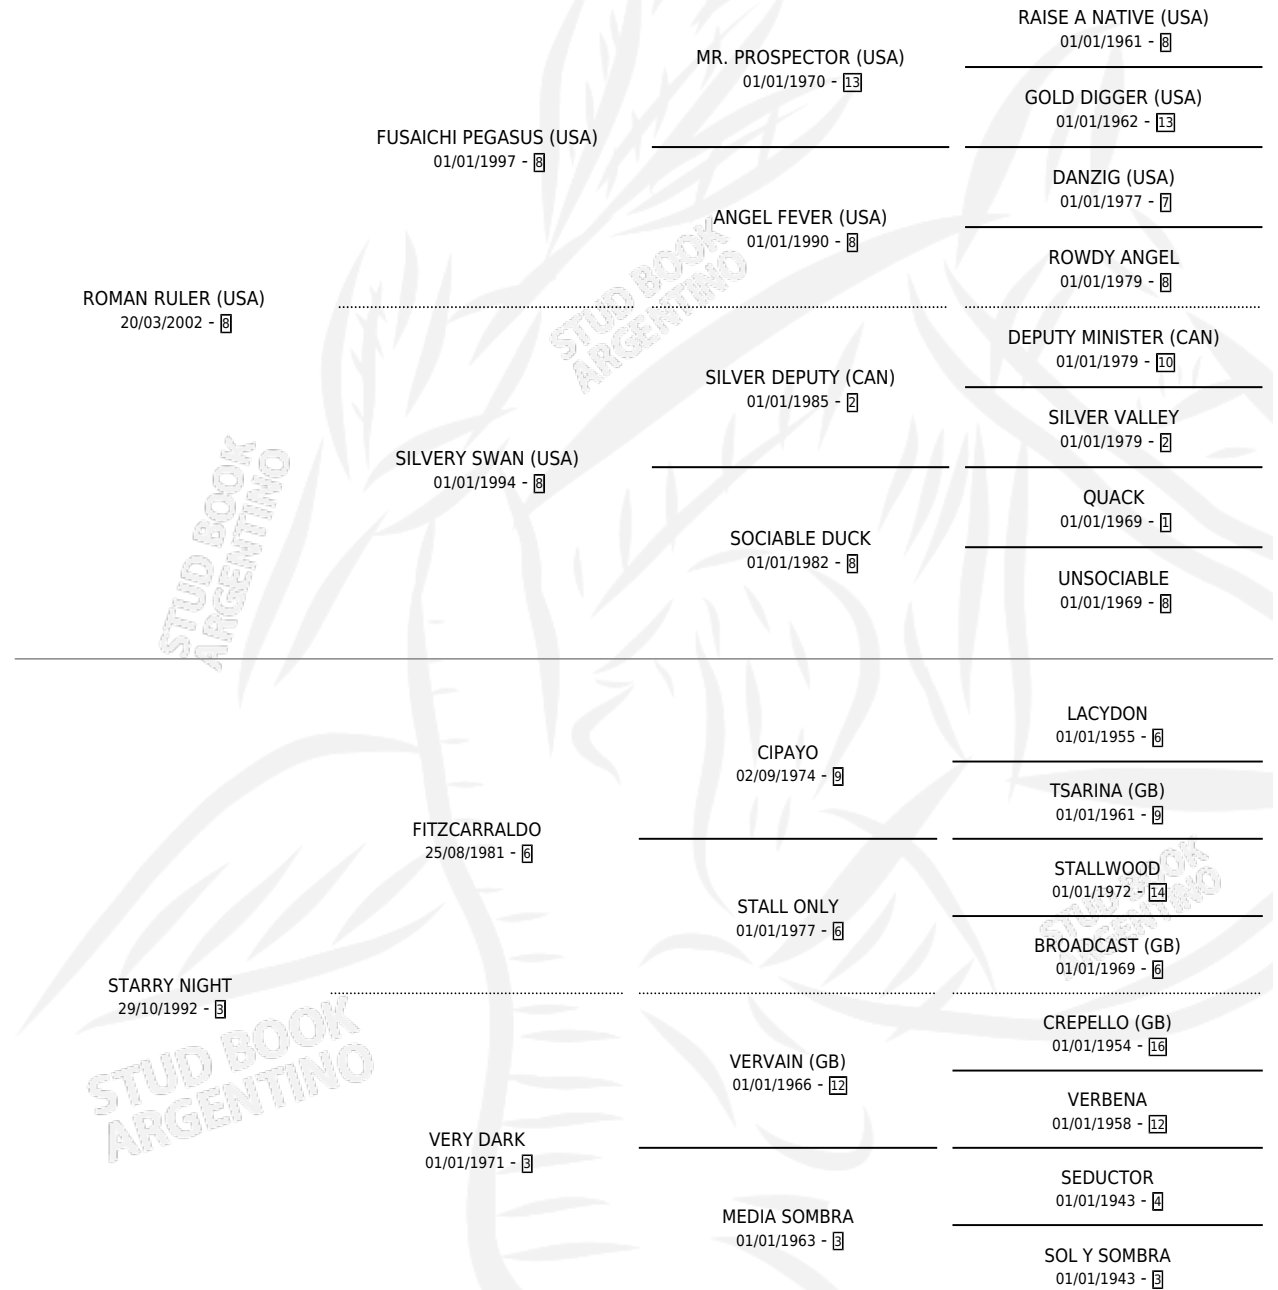 RAISE A NATIVE (USA)
01/01/1961 - 8
MR. PROSPECTOR (USA)
01/01/1970 - 13
GOLD DIGGER (USA)
01/01/1962 - 13
FUSAICHI PEGASUS (USA)
01/01/1997 - 8
DANZIG (USA)
01/01/1977 - 7
ANGEL FEVER (USA)
01/01/1990 - 8
ROWDY ANGEL
01/01/1979 - 8
ROMAN RULER (USA)
20/03/2002 - 8
STUD BOOK
ARGENTINO
DEPUTY MINISTER (CAN)
01/01/1979 - 10
SILVER DEPUTY (CAN)
01/01/1985 - 2
SILVER VALLEY
01/01/1979 - 2
SILVERY SWAN (USA)
01/01/1994 - 8
QUACK
01/01/1969 - 1
SOCIABLE DUCK
01/01/1982 - 8
UNSOCIABLE
01/01/1969 - 8
STUD BOOK
ARGENTINO
LACYDON
01/01/1955 - 6
CIPAYO
02/09/1974 - 9
TSARINA (GB)
01/01/1961 - 9
FITZCARRALDO
25/08/1981 - 6
STALLWOOD
01/01/1972 - 14
STALL ONLY
01/01/1977 - 6
BROADCAST (GB)
01/01/1969 - 6
STUD BOOK
ARGENTINO
STARRY NIGHT
29/10/1992 - 3
STUD BOOK
ARGENTINO
CREPELLO (GB)
01/01/1954 - 16
VERVAIN (GB)
01/01/1966 - 12
VERBENA
01/01/1958 - 12
VERY DARK
01/01/1971 - 3
SEDUCTOR
01/01/1943 - 4
MEDIA SOMBRA
01/01/1963 - 3
SOL Y SOMBRA
01/01/1943 - 3